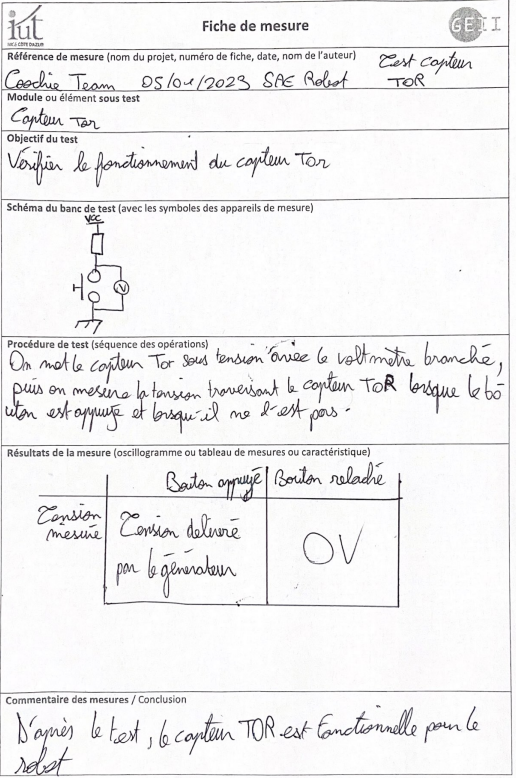 iut
NICE CÔTE D'AZUR
Fiche de mesure
GEII
Référence de mesure (nom du projet, numéro de fiche, date, nom de l'auteur)
Test capteur
TOR
Team 05/04/2023 SAE Robot
Module ou élément sous test
Capteur Tor
Objectif du test
Vérifier le fonctionnement du capteur Tor
Schéma du banc de test (avec les symboles des appareils de mesure)
VCC
V
Procédure de test (séquence des opérations)
On met le capteur Tor sous tension avec le voltmètre branché,
puis on mesure la tension traversant le capteur TOR lorsque le bo
uton est appuyé et lorsqu'il ne l'est pas.
Résultats de la mesure (oscillogramme ou tableau de mesures ou caractéristique)
Bouton appuyé Bouton relaché
Tension mesuré
Tension delivré
par le générateur
0V
Commentaire des mesures / Conclusion
D'après le test, le capteur TOR est fonctionnelle pour le
robot